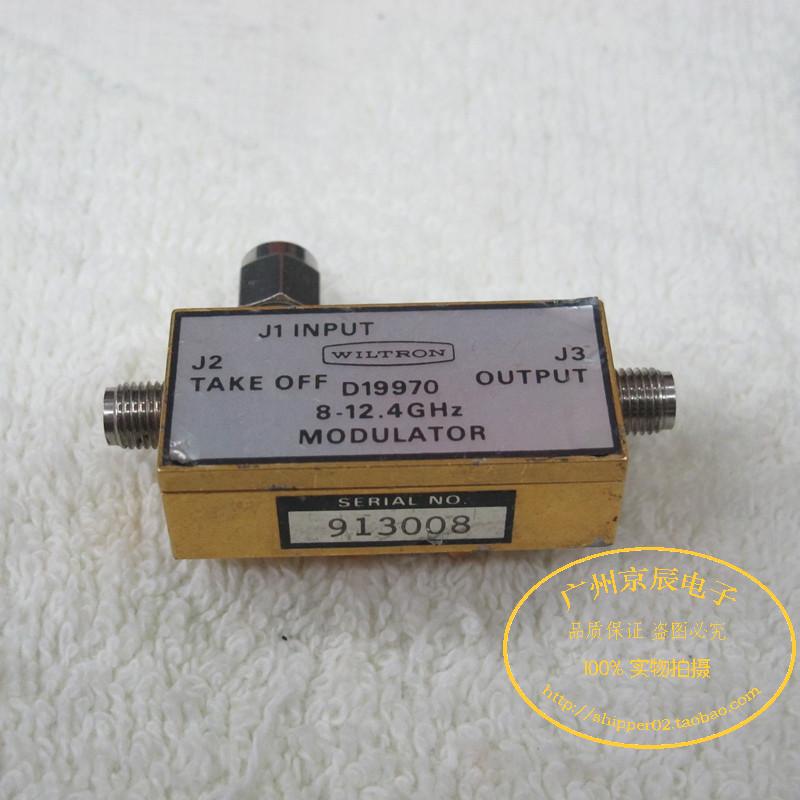 J1 INPUT
WILTRON
J2
TAKE OFF
D19970
J3
OUTPUT
8-12.4GHz
MODULATOR
SERIAL NO.
913008
广州京辰电子
品质保证 盗图必究
100% 实物拍摄
http://shipper02.taobao.com